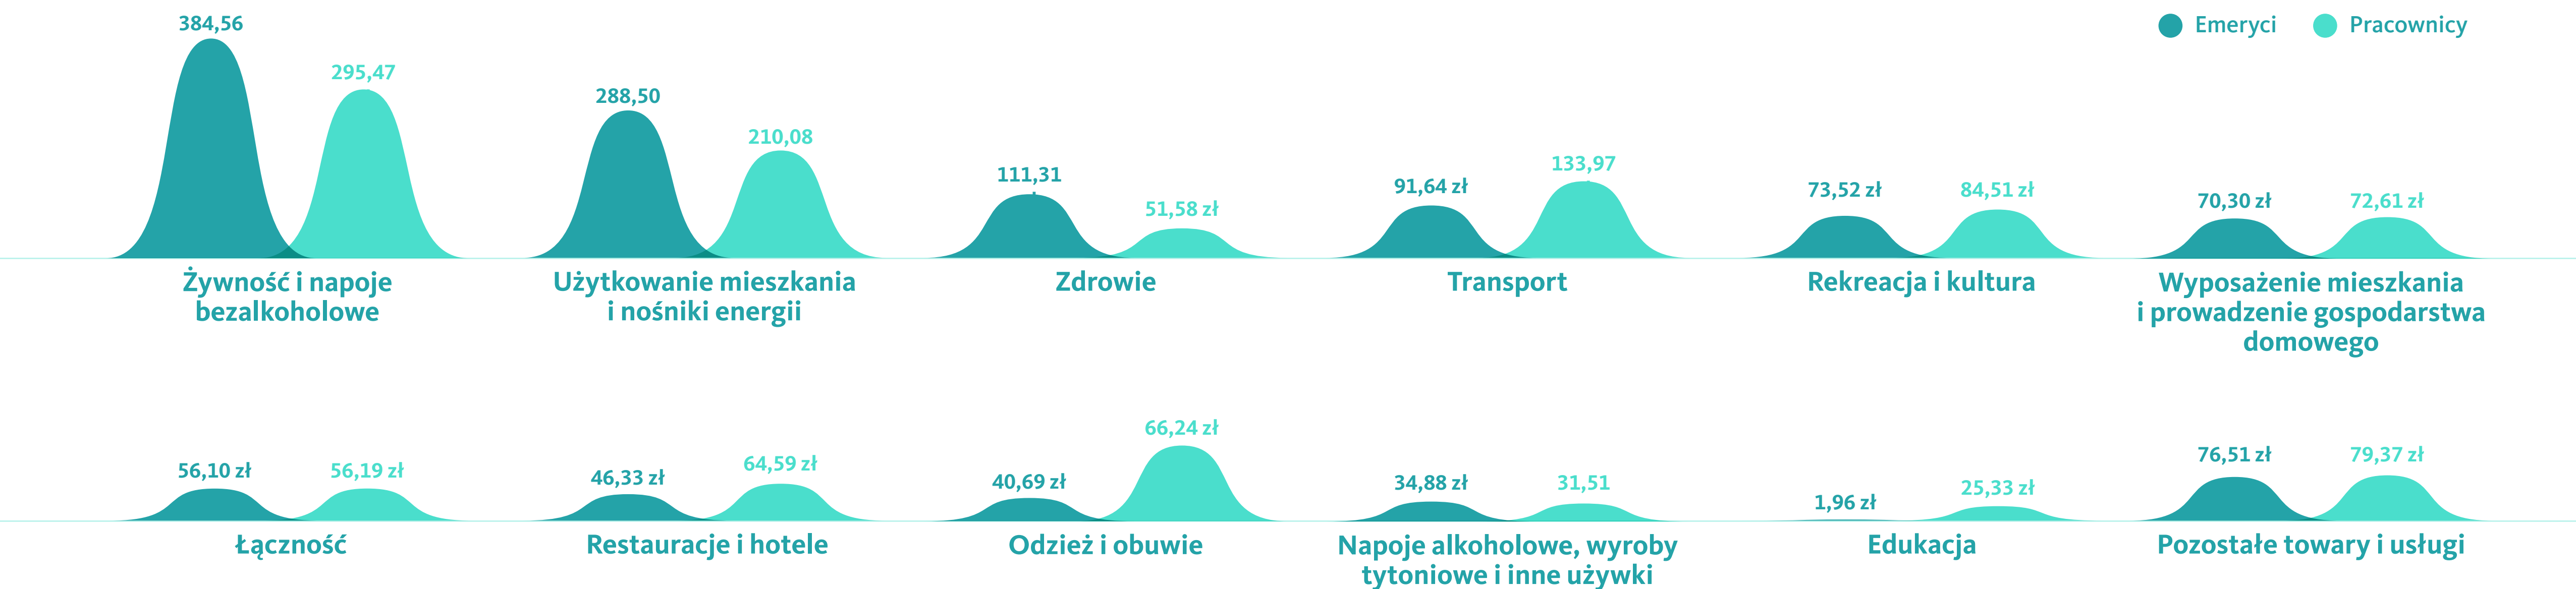 Emeryci
Pracownicy
384,56
295,47
Żywność i napoje
bezalkoholowe
288,50
210,08
Użytkowanie mieszkania
i nośniki energii
111,31
51,58 zł
Zdrowie
91,64 zł
133,97
Transport
73,52 zł
84,51 zł
Rekreacja i kultura
70,30 zł
72,61 zł
Wyposażenie mieszkania
i prowadzenie gospodarstwa
domowego
56,10 zł
56,19 zł
Łączność
46,33 zł
64,59 zł
Restauracje i hotele
40,69 zł
66,24 zł
Odzież i obuwie
34,88 zł
31,51
Napoje alkoholowe, wyroby
tytoniowe i inne używki
1,96 zł
25,33 zł
Edukacja
76,51 zł
79,37 zł
Pozostałe towary i usługi